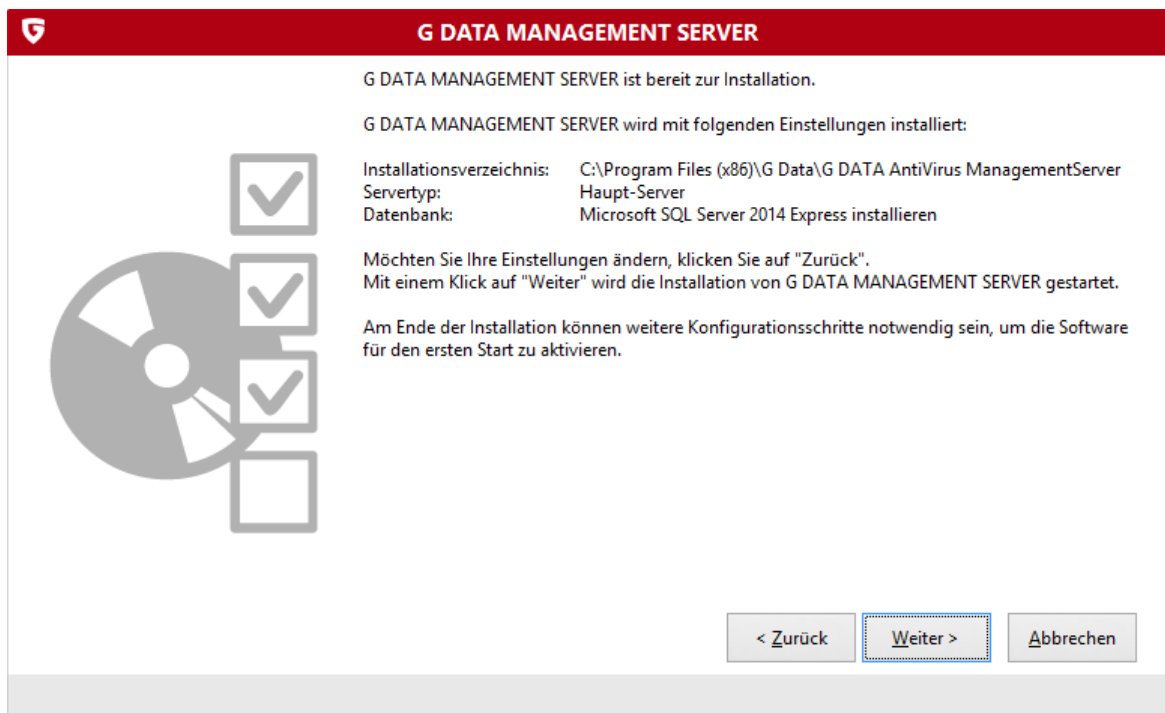 G DATA MANAGEMENT SERVER
G DATA MANAGEMENT SERVER ist bereit zur Installation.
G DATA MANAGEMENT SERVER wird mit folgenden Einstellungen installiert:
Installationsverzeichnis: C:\Program Files (x86)\G Data\G DATA AntiVirus ManagementServer
Servertyp: Haupt-Server
Datenbank: Microsoft SQL Server 2014 Express installieren
Möchten Sie Ihre Einstellungen ändern, klicken Sie auf "Zurück".
Mit einem Klick auf "Weiter" wird die Installation von G DATA MANAGEMENT SERVER gestartet.
Am Ende der Installation können weitere Konfigurationsschritte notwendig sein, um die Software
für den ersten Start zu aktivieren.
< Zurück Weiter > Abbrechen